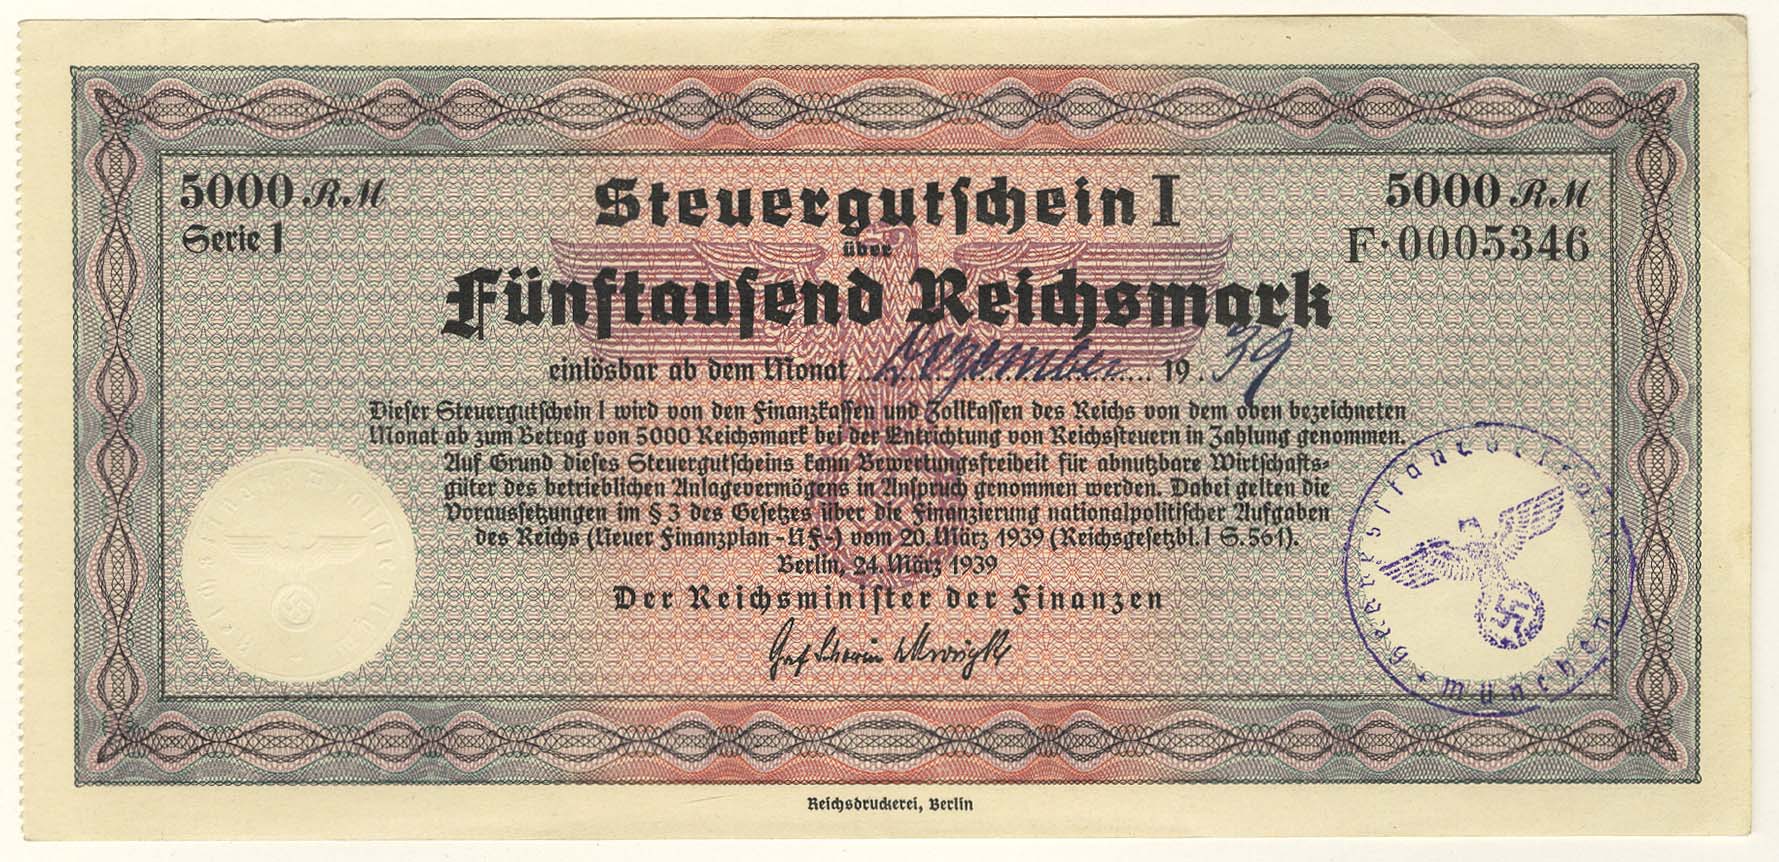 5000 RM
Steuergutschein I
5000 RM
Serie I
über
F·0005346
Fünftausend Reichsmark
einlösbar ab dem Monat Dezember 1939
Dieser Steuergutschein I wird von den Finanzkassen und Zollkassen des Reichs von dem oben bezeichneten
Monat ab zum Betrag von 5000 Reichsmark bei der Entrichtung von Reichssteuern in Zahlung genommen.
Auf Grund dieses Steuergutscheins kann Bewertungsfreiheit für abnutzbare Wirtschafts-
güter des betrieblichen Anlagevermögens in Anspruch genommen werden. Dabei gelten die
Voraussetzungen im § 3 des Gesetzes über die Finanzierung nationalpolitischer Aufgaben
des Reichs (Neuer Finanzplan - NF-) vom 20. März 1939 (Reichsgesetzbl. I S. 561).
Berlin, 24. März 1939
Der Reichsminister der Finanzen
Graf Schwerin Krosigk
München
Reichsdruckerei, Berlin